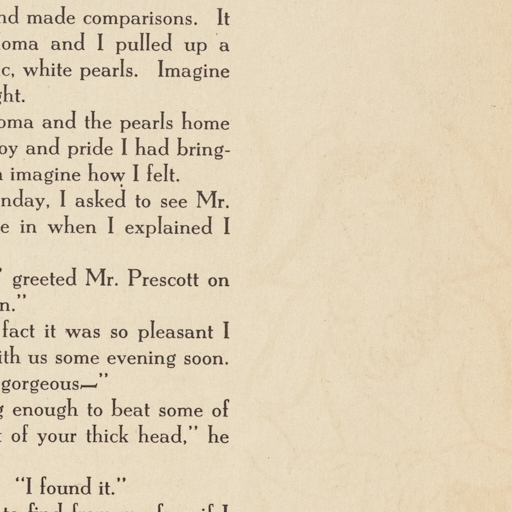 nd made comparisons. It
oma and I pulled up a
c, white pearls. Imagine
ght.
oma and the pearls home
oy and pride I had bring-
imagine how I felt.
nday, I asked to see Mr.
e in when I explained I
" greeted Mr. Prescott on
n."
fact it was so pleasant I
ith us some evening soon.
gorgeous—"
g enough to beat some of
of your thick head," he
"I found it."